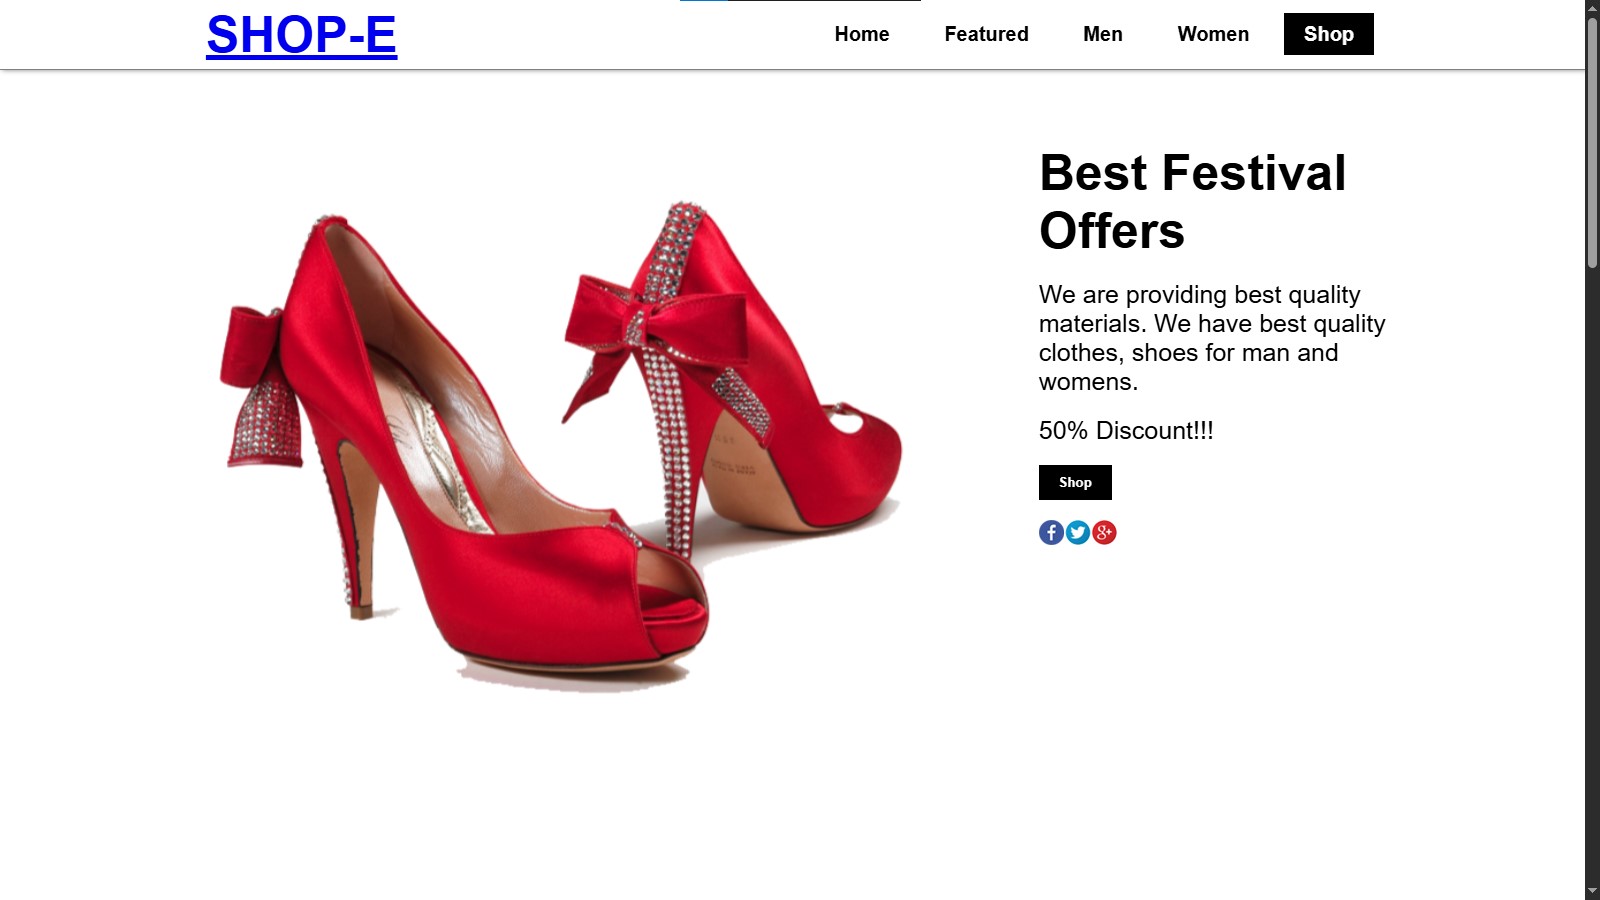 SHOP-E
Home Featured Men Women Shop
Best Festival
Offers
We are providing best quality
materials. We have best quality
clothes, shoes for man and
womens.
50% Discount!!!
Shop